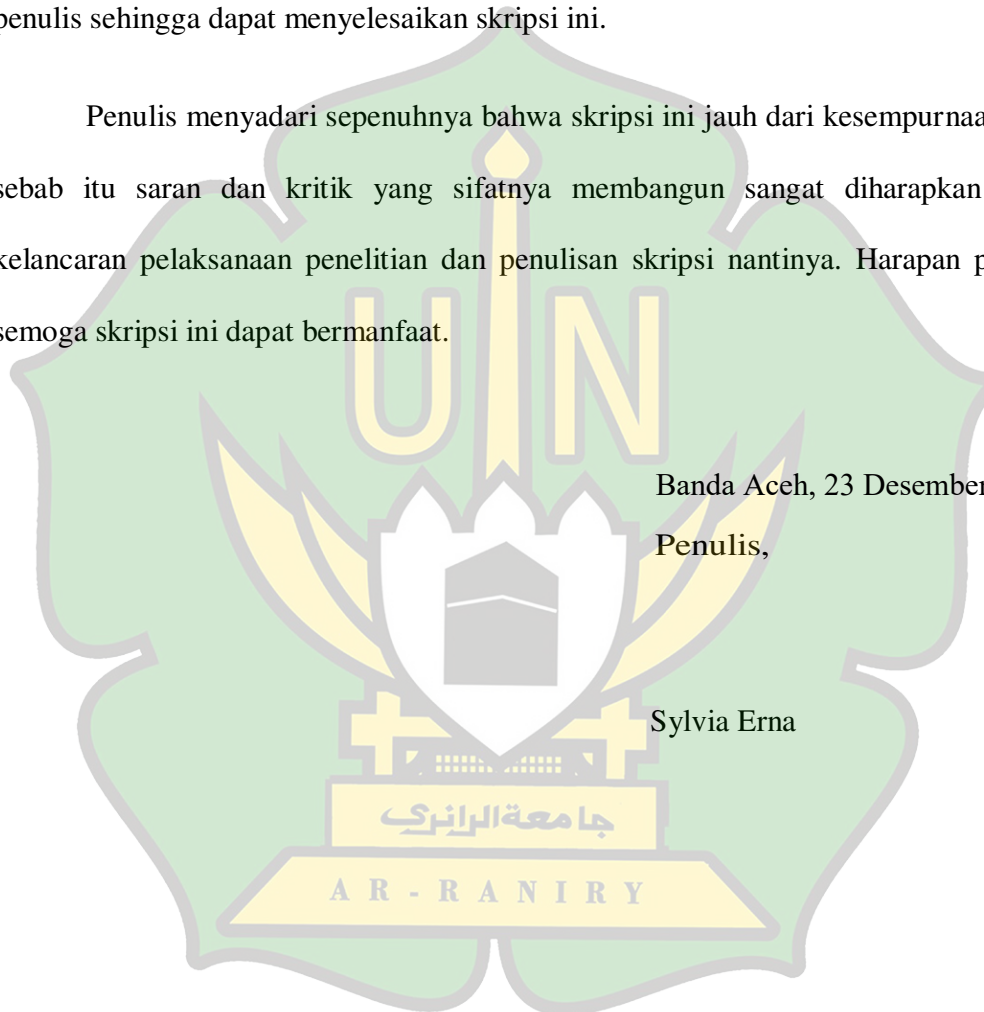 penulis sehingga dapat menyelesaikan skripsi ini.
Penulis menyadari sepenuhnya bahwa skripsi ini jauh dari kesempurnaa
sebab itu saran dan kritik yang sifatnya membangun sangat diharapkan
kelancaran pelaksanaan penelitian dan penulisan skripsi nantinya. Harapan p
semoga skripsi ini dapat bermanfaat.
UIN
Banda Aceh, 23 Desember
Penulis,
Sylvia Erna
جامعةالرانري
AR-RANIRY